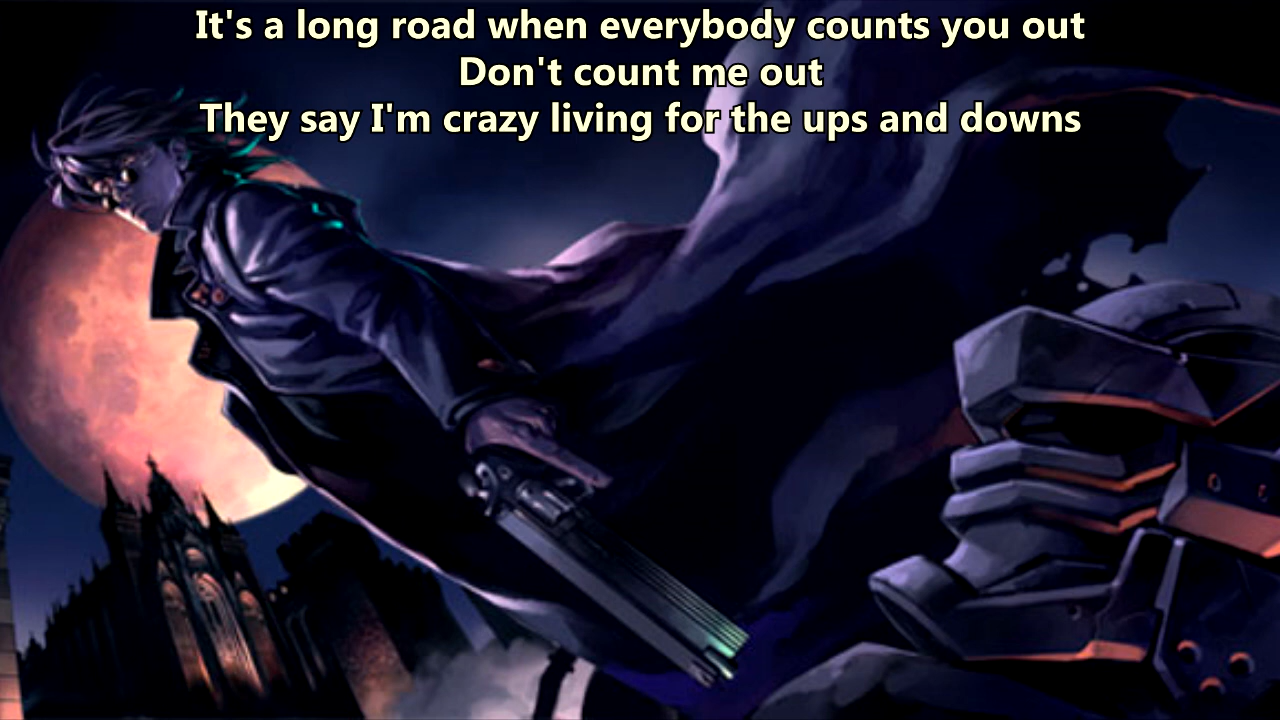 It's a long road when everybody counts you out
Don't count me out
They say I'm crazy living for the ups and downs